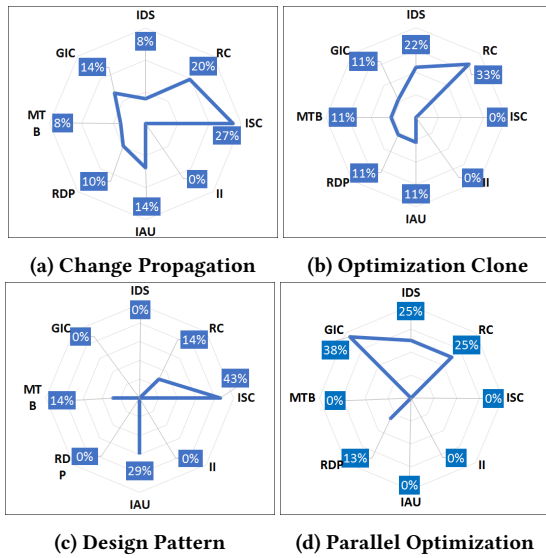 IDS
8%
GIC
RC
14%
20%
MT
B
8%
ISC
27%
10%
RDP
0%
II
14%
IAU
(a) Change Propagation
IDS
22%
GIC
RC
11%
33%
MTB
11%
0%
ISC
11%
RDP
0%
II
11%
IAU
(b) Optimization Clone
IDS
0%
GIC
RC
0%
14%
MT
B
14%
43%
ISC
RD
P
0%
0%
II
29%
IAU
(c) Design Pattern
IDS
25%
GIC
RC
38%
25%
MTB
0%
0%
ISC
RDP
13%
0%
II
0%
IAU
(d) Parallel Optimization